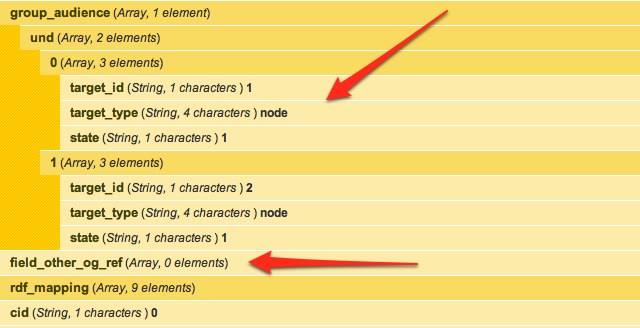 group_audience (Array, 1 element)
und (Array, 2 elements)
0 (Array, 3 elements)
target_id (String, 1 characters ) 1
target_type (String, 4 characters ) node
state (String, 1 characters ) 1
1 (Array, 3 elements)
target_id (String, 1 characters ) 2
target_type (String, 4 characters ) node
state (String, 1 characters ) 1
field_other_og_ref (Array, 0 elements)
rdf_mapping (Array, 9 elements)
cid (String, 1 characters ) 0